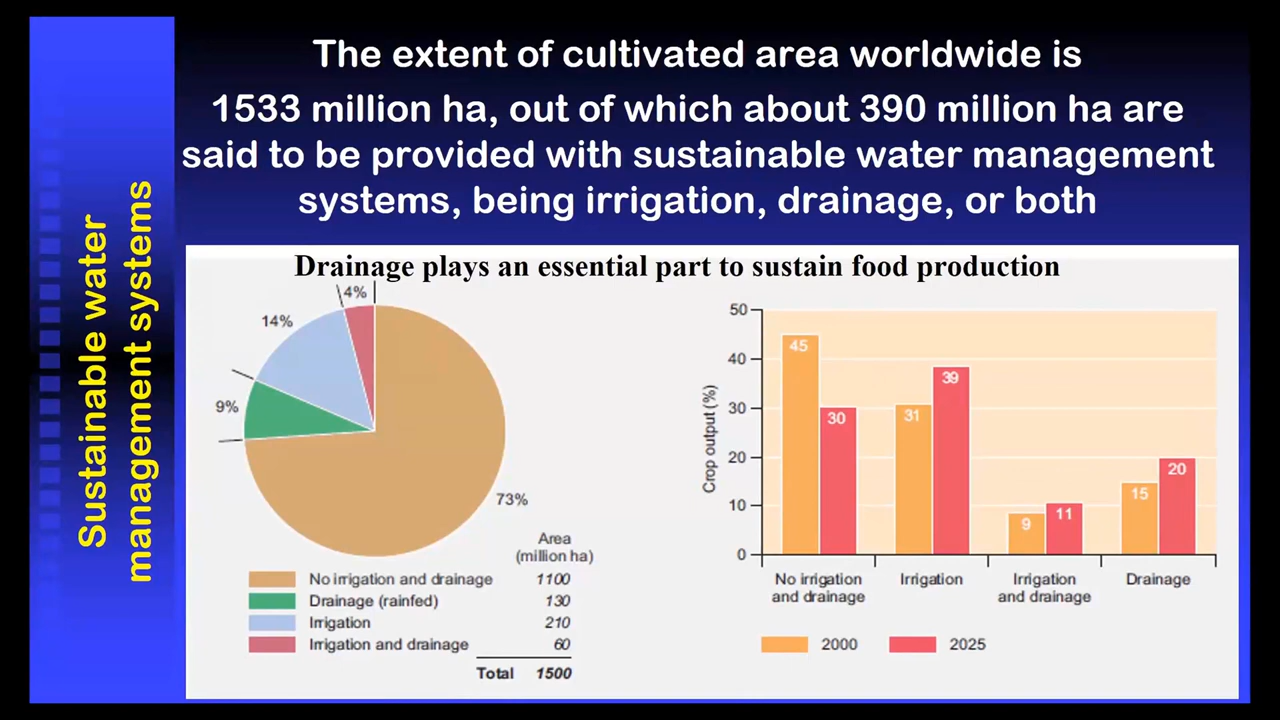 The extent of cultivated area worldwide is
1533 million ha, out of which about 390 million ha are
said to be provided with sustainable water management
systems, being irrigation, drainage, or both
Sustainable water
management systems
Drainage plays an essential part to sustain food production
4%
14%
9%
73%
Area
(million ha)
No irrigation and drainage 1100
Drainage (rainfed) 130
Irrigation 210
Irrigation and drainage 60
Total 1500
Crop output (%)
50
40
30
20
10
0
45
30
31
39
9
11
15
20
No irrigation
and drainage
Irrigation
Irrigation
and drainage
Drainage
2000
2025